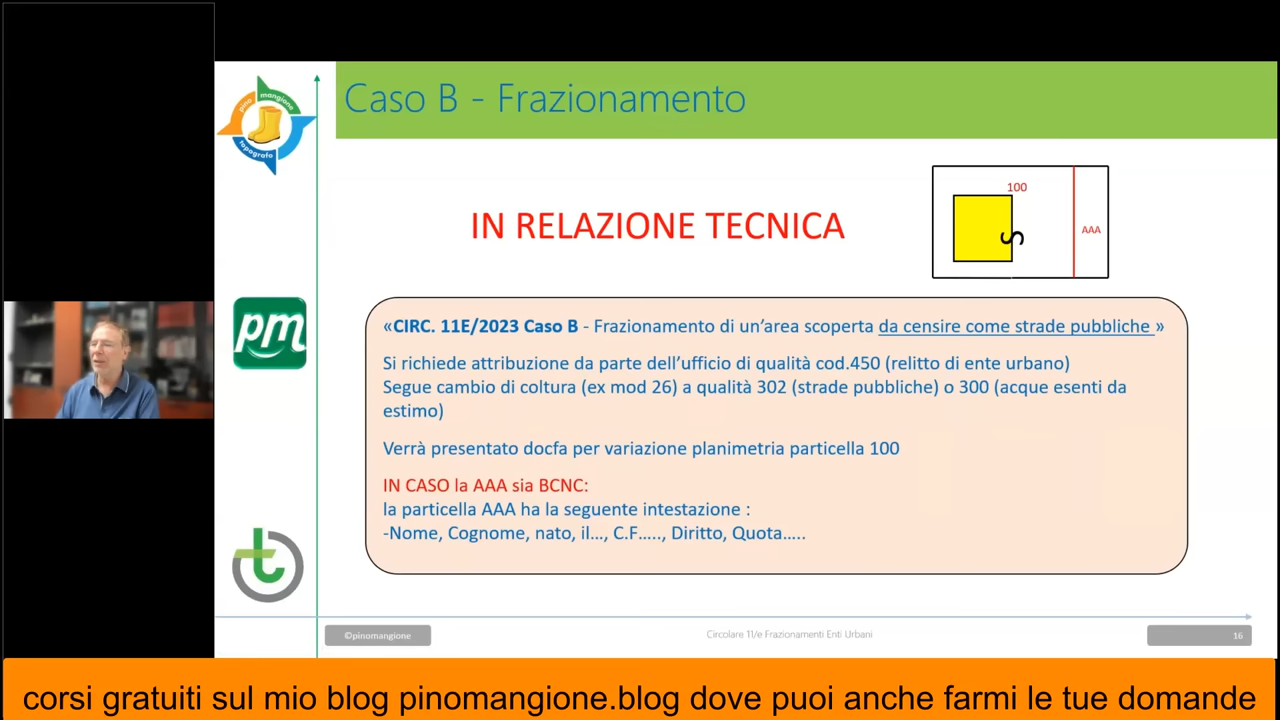 Caso B - Frazionamento
pino
mangione
topografo
IN RELAZIONE TECNICA
100
S
AAA
pm
«CIRC. 11E/2023 Caso B - Frazionamento di un’area scoperta da censire come strade pubbliche »
Si richiede attribuzione da parte dell’ufficio di qualità cod.450 (relitto di ente urbano)
Segue cambio di coltura (ex mod 26) a qualità 302 (strade pubbliche) o 300 (acque esenti da
estimo)
Verrà presentato docfa per variazione planimetria particella 100
IN CASO la AAA sia BCNC:
la particella AAA ha la seguente intestazione :
-Nome, Cognome, nato, il…, C.F….., Diritto, Quota…..
t
©pinomangione
Circolare 11/e Frazionamenti Enti Urbani
16
corsi gratuiti sul mio blog pinomangione.blog dove puoi anche farmi le tue domande